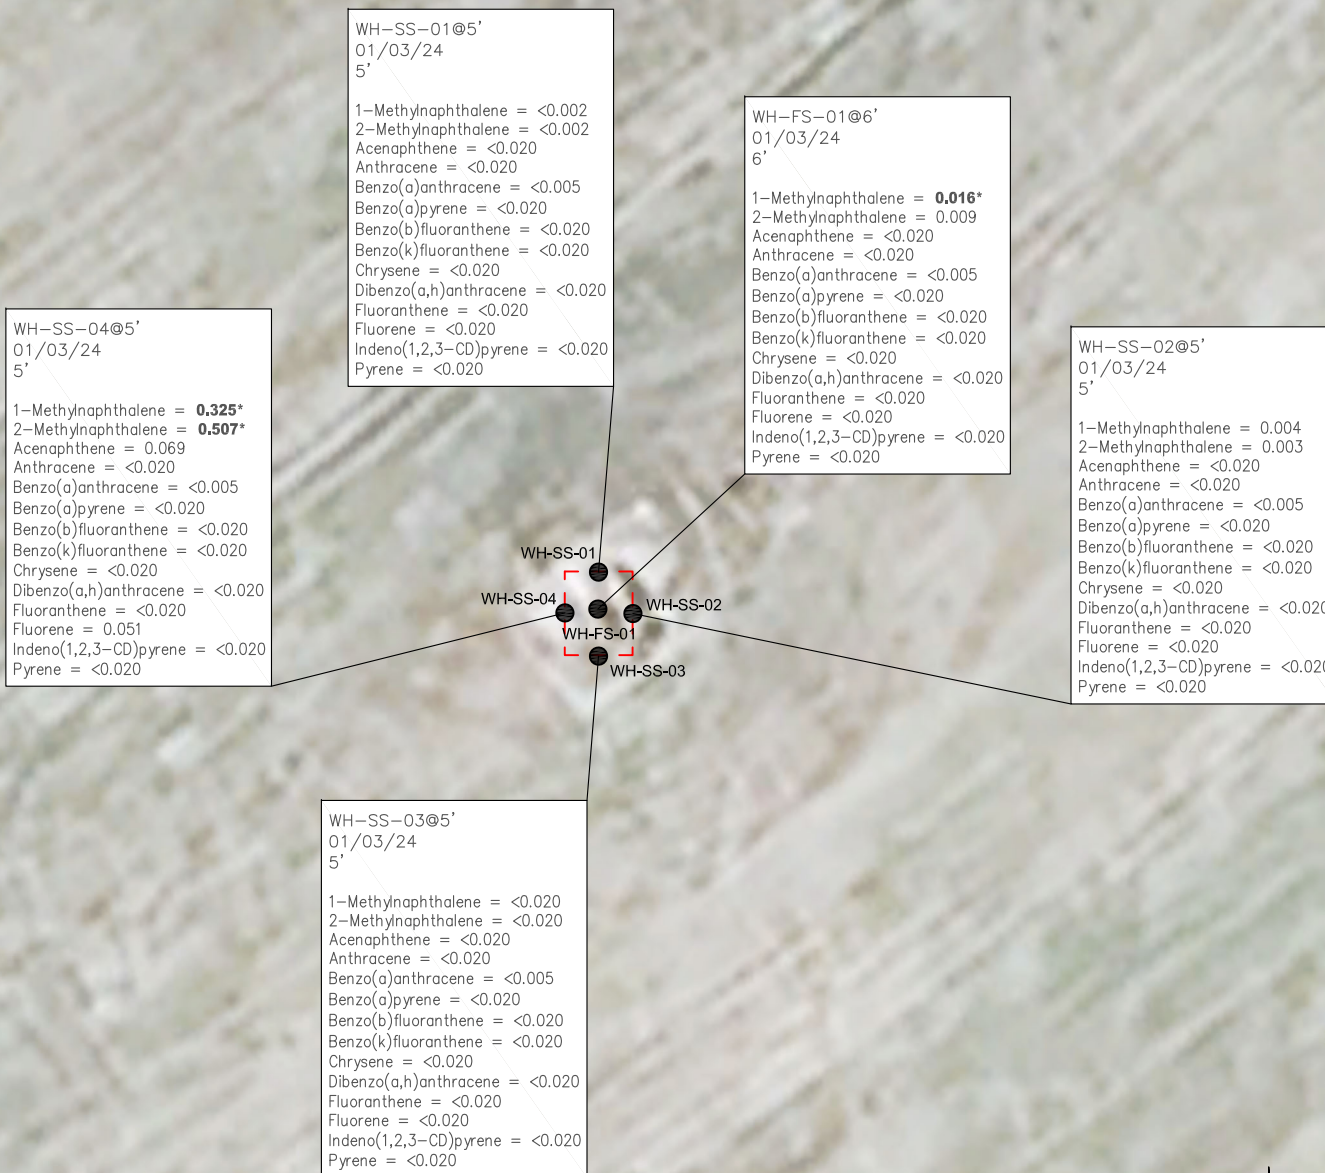 WH-SS-01@5'
01/03/24
5'
1-Methylnaphthalene = <0.002
2-Methylnaphthalene = <0.002
Acenaphthene = <0.020
Anthracene = <0.020
Benzo(a)anthracene = <0.005
Benzo(a)pyrene = <0.020
Benzo(b)fluoranthene = <0.020
Benzo(k)fluoranthene = <0.020
Chrysene = <0.020
Dibenzo(a,h)anthracene = <0.020
Fluoranthene = <0.020
Fluorene = <0.020
Indeno(1,2,3-CD)pyrene = <0.020
Pyrene = <0.020
WH-FS-01@6'
01/03/24
6'
1-Methylnaphthalene = 0.016*
2-Methylnaphthalene = 0.009
Acenaphthene = <0.020
Anthracene = <0.020
Benzo(a)anthracene = <0.005
Benzo(a)pyrene = <0.020
Benzo(b)fluoranthene = <0.020
Benzo(k)fluoranthene = <0.020
Chrysene = <0.020
Dibenzo(a,h)anthracene = <0.020
Fluoranthene = <0.020
Fluorene = <0.020
Indeno(1,2,3-CD)pyrene = <0.020
Pyrene = <0.020
WH-SS-04@5'
01/03/24
5'
1-Methylnaphthalene = 0.325*
2-Methylnaphthalene = 0.507*
Acenaphthene = 0.069
Anthracene = <0.020
Benzo(a)anthracene = <0.005
Benzo(a)pyrene = <0.020
Benzo(b)fluoranthene = <0.020
Benzo(k)fluoranthene = <0.020
Chrysene = <0.020
Dibenzo(a,h)anthracene = <0.020
Fluoranthene = <0.020
Fluorene = 0.051
Indeno(1,2,3-CD)pyrene = <0.020
Pyrene = <0.020
WH-SS-02@5'
01/03/24
5'
1-Methylnaphthalene = 0.004
2-Methylnaphthalene = 0.003
Acenaphthene = <0.020
Anthracene = <0.020
Benzo(a)anthracene = <0.005
Benzo(a)pyrene = <0.020
Benzo(b)fluoranthene = <0.020
Benzo(k)fluoranthene = <0.020
Chrysene = <0.020
Dibenzo(a,h)anthracene = <0.020
Fluoranthene = <0.020
Fluorene = <0.020
Indeno(1,2,3-CD)pyrene = <0.020
Pyrene = <0.020
WH-SS-01
WH-SS-04
WH-SS-02
WH-FS-01
WH-SS-03
WH-SS-03@5'
01/03/24
5'
1-Methylnaphthalene = <0.020
2-Methylnaphthalene = <0.020
Acenaphthene = <0.020
Anthracene = <0.020
Benzo(a)anthracene = <0.005
Benzo(a)pyrene = <0.020
Benzo(b)fluoranthene = <0.020
Benzo(k)fluoranthene = <0.020
Chrysene = <0.020
Dibenzo(a,h)anthracene = <0.020
Fluoranthene = <0.020
Fluorene = <0.020
Indeno(1,2,3-CD)pyrene = <0.020
Pyrene = <0.020